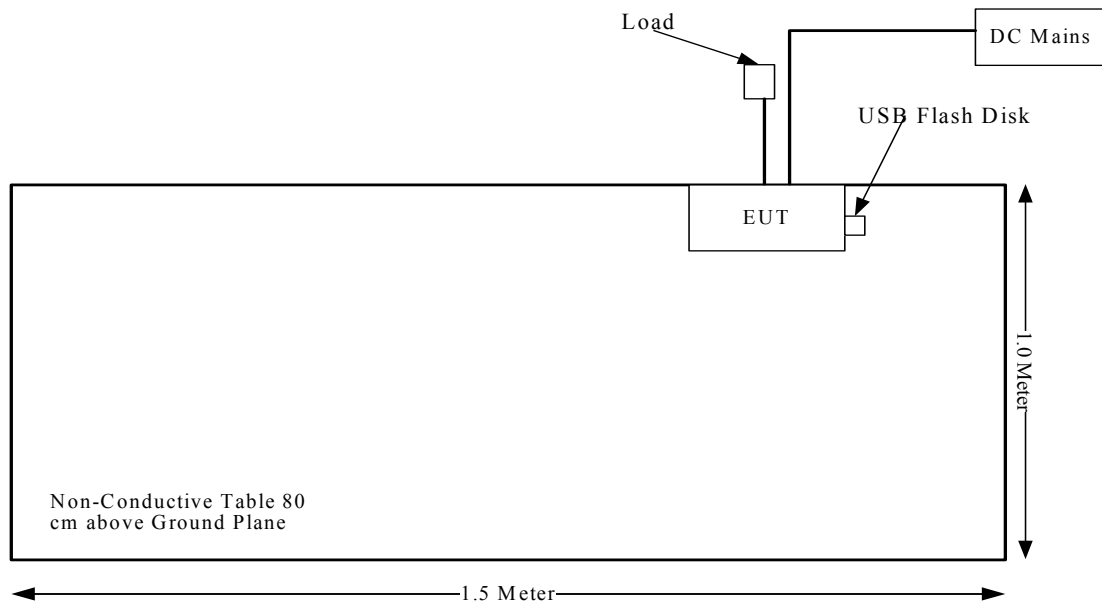 Load
DC Mains
USB Flash Disk
EUT
1.0 Meter
Non-Conductive Table 80
cm above Ground Plane
1.5 Meter